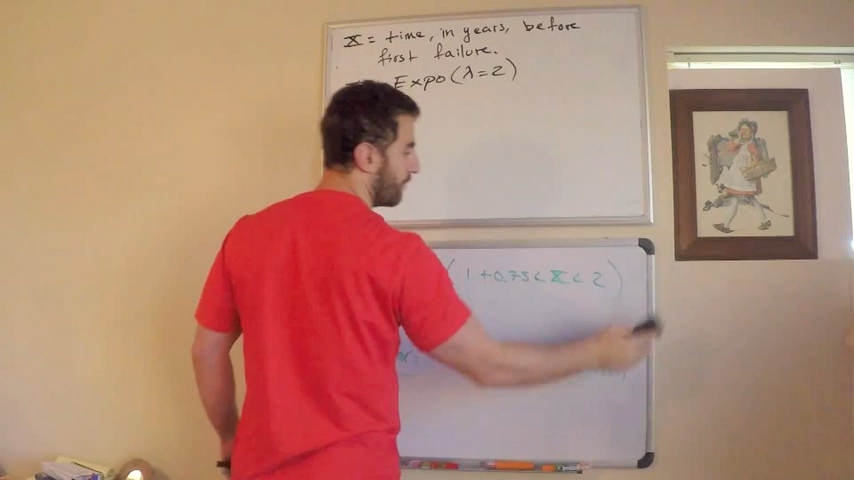 X = time, in years, before
first failure.
Expo(λ=2)
(1+0.75<X<2)